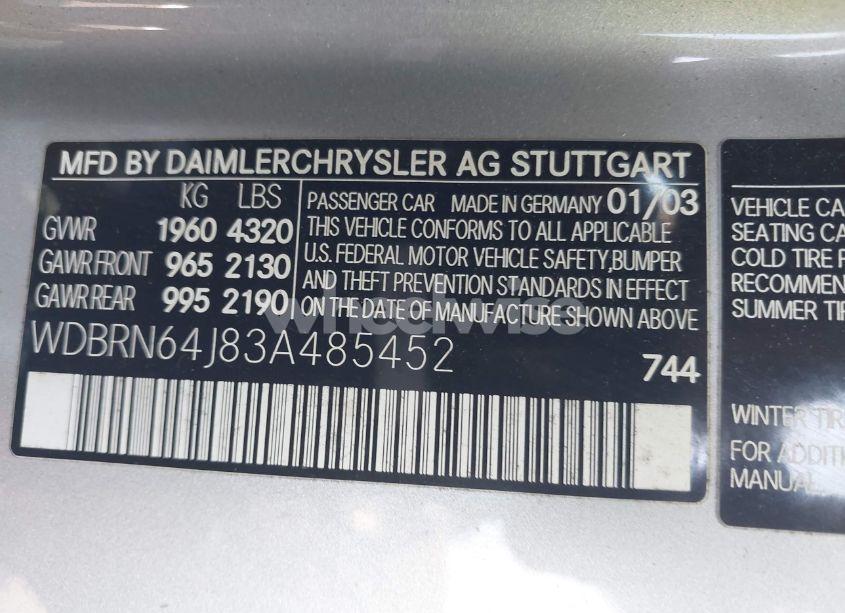 MFD BY DAIMLERCHRYSLER AG STUTTGART
KG LBS
GVWR 1960 4320
GAWR FRONT 965 2130
GAWR REAR 995 2190
PASSENGER CAR MADE IN GERMANY 01/03
THIS VEHICLE CONFORMS TO ALL APPLICABLE
U.S. FEDERAL MOTOR VEHICLE SAFETY,BUMPER
AND THEFT PREVENTION STANDARDS IN EFFECT
ON THE DATE OF MANUFACTURE SHOWN ABOVE
wheelwise
WDBRN64J83A485452
744
VEHICLE CA
SEATING CA
COLD TIRE P
RECOMMEN
SUMMER TIR
WINTER TIRE
FOR ADDITI
MANUAL